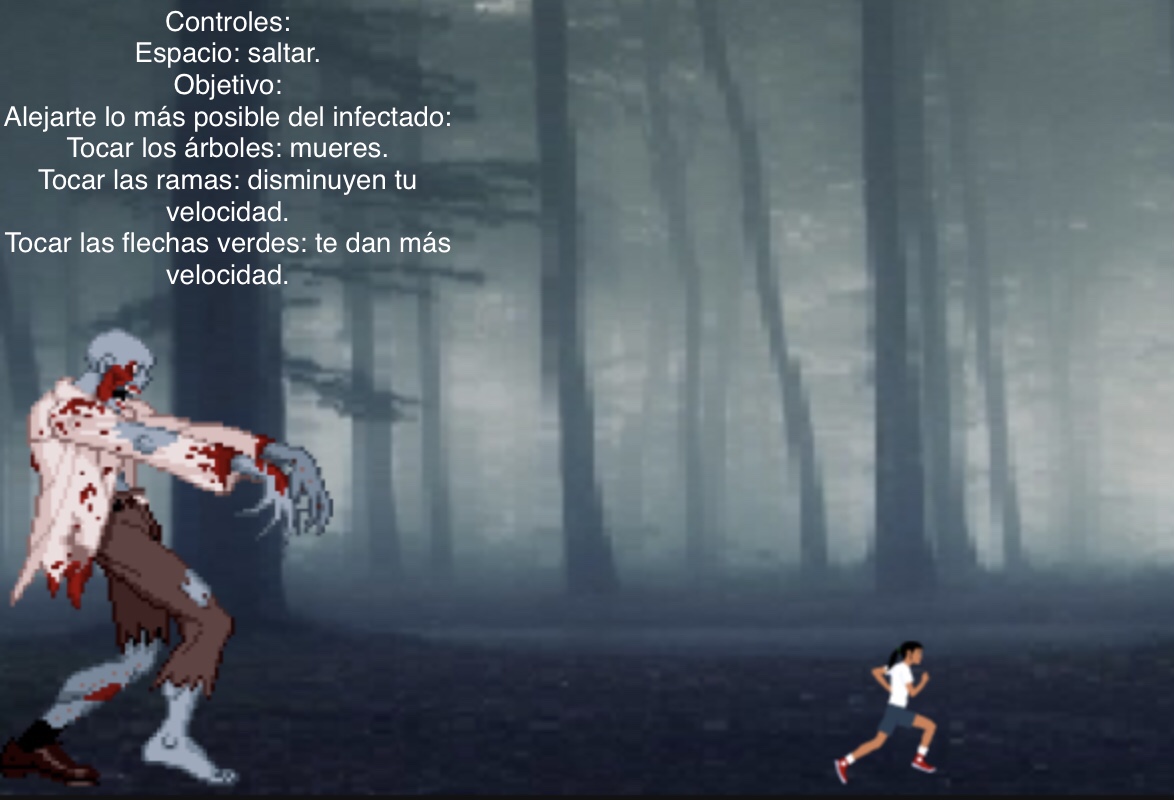 Controles:
Espacio: saltar.
Objetivo:
Alejarte lo más posible del infectado:
Tocar los árboles: mueres.
Tocar las ramas: disminuyen tu
velocidad.
Tocar las flechas verdes: te dan más
velocidad.